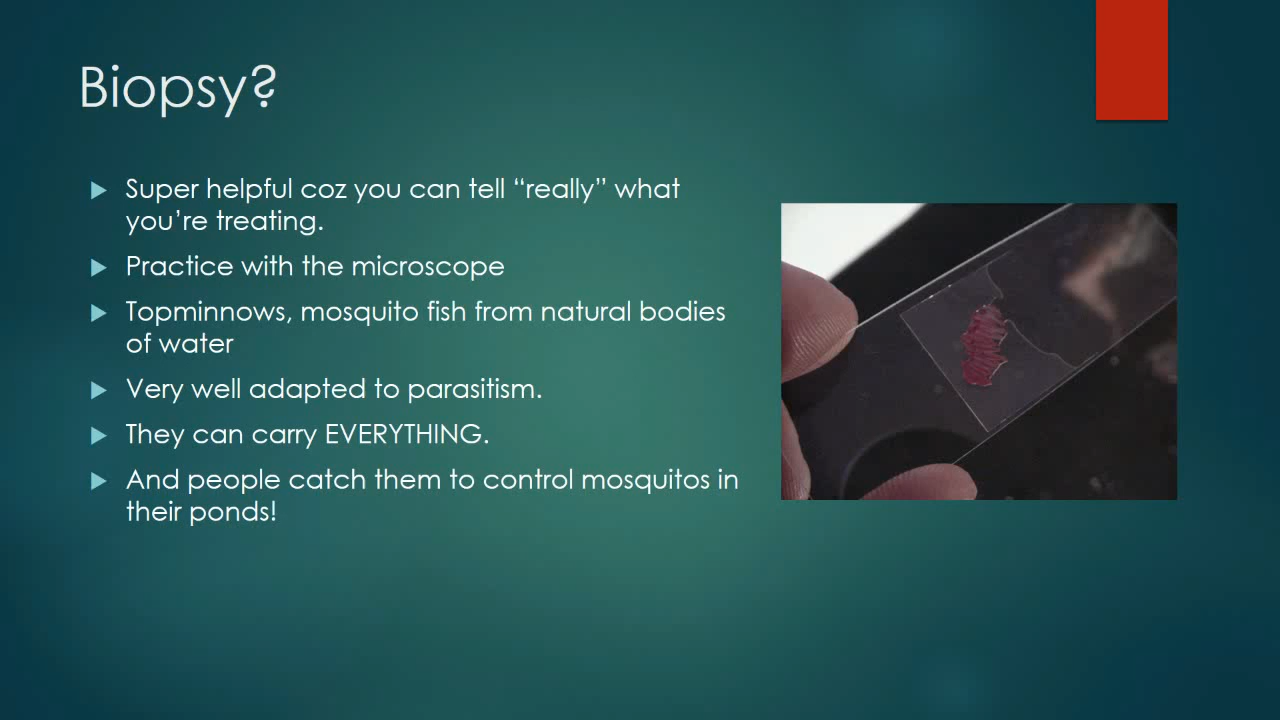 Biopsy?
Super helpful coz you can tell “really” what
you’re treating.
Practice with the microscope
Topminnows, mosquito fish from natural bodies
of water
Very well adapted to parasitism.
They can carry EVERYTHING.
And people catch them to control mosquitos in
their ponds!